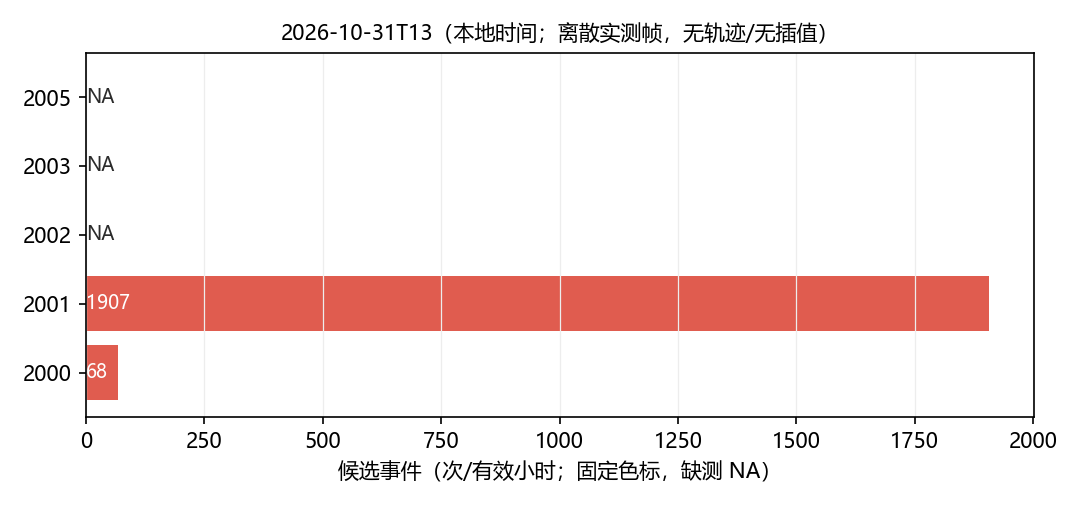 2026-10-31T13（本地时间；离散实测帧，无轨迹/无插值）
2005 NA
2003 NA
2002 NA
2001 1907
2000 68
0 250 500 750 1000 1250 1500 1750 2000
候选事件（次/有效小时；固定色标，缺测 NA）